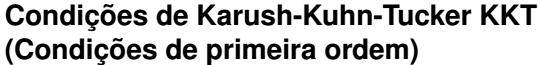 Condições de Karush-Kuhn-Tucker KKT
(Condições de primeira ordem)